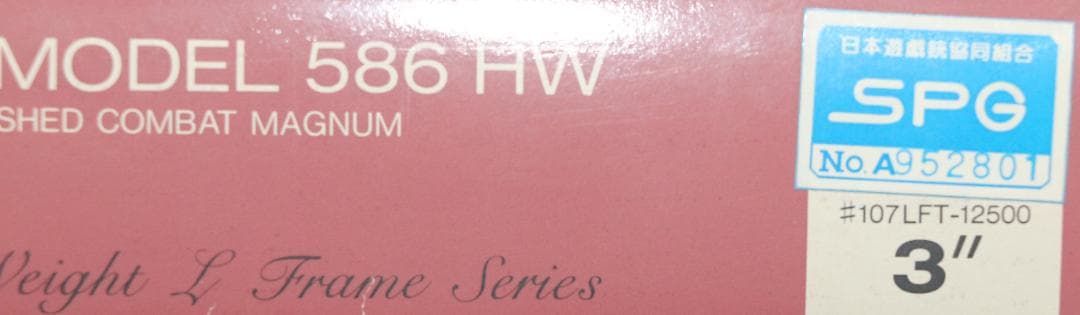 MODEL 586 HW
SHED COMBAT MAGNUM
Weight L Frame Series
日本遊戯銃協同組合
SPG
No. A952801
#107LFT-12500
3"